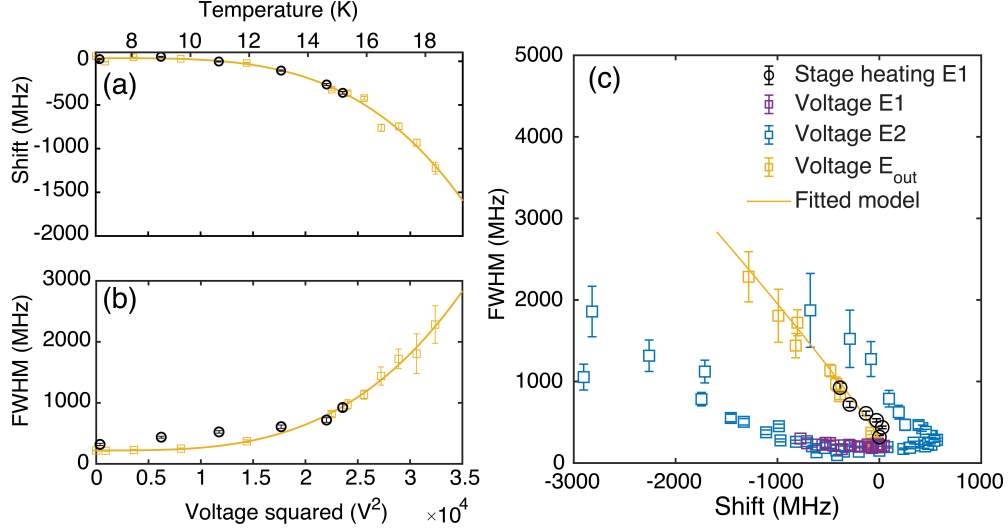 Temperature (K)
8 10 12 14 16 18
0
-500
-1000
-1500
-2000
Shift (MHz)
(a)
3000
2000
1000
0
FWHM (MHz)
(b)
0 0.5 1 1.5 2 2.5 3 3.5
Voltage squared (V²) ×10⁴
(c)
5000
4000
3000
2000
1000
0
FWHM (MHz)
Stage heating E1
Voltage E1
Voltage E2
Voltage E_out
Fitted model
-3000 -2000 -1000 0 1000
Shift (MHz)